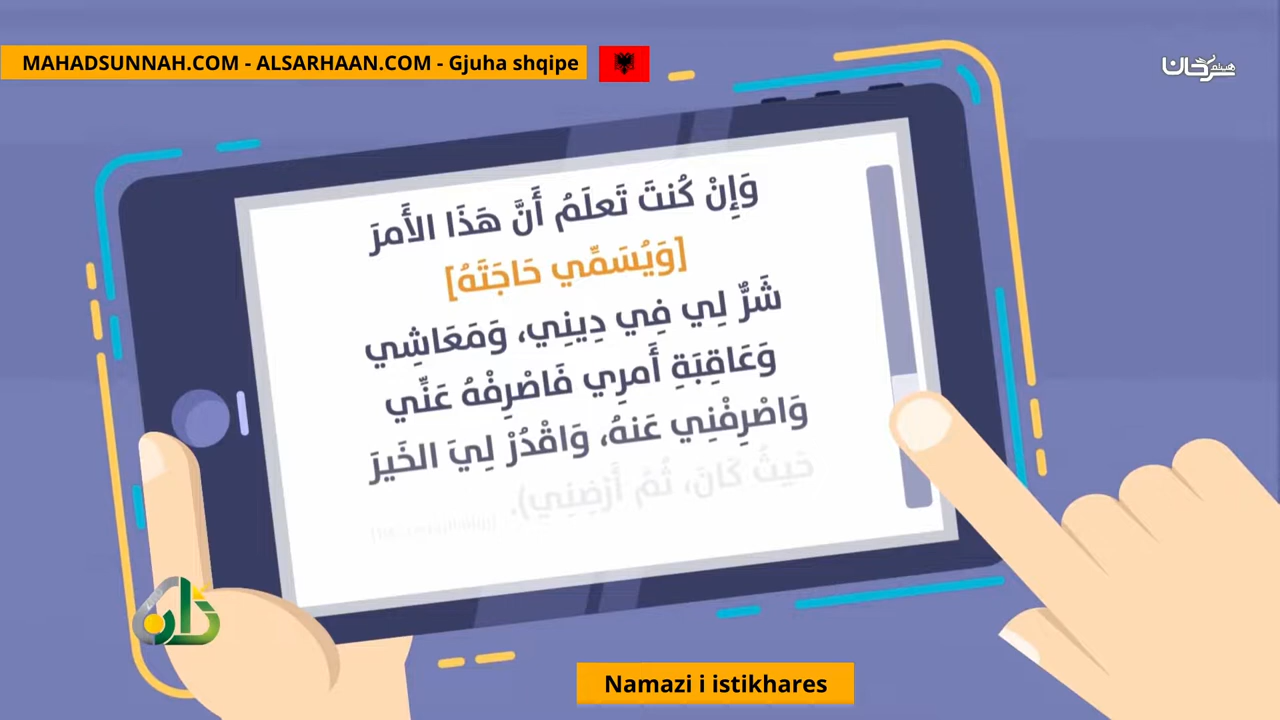 MAHADSUNNAH.COM - ALSARHAAN.COM - Gjuha shqipe
سرحان
وَإِنْ كُنتَ تَعلَمُ أَنَّ هَذَا الأَمرَ
[وَيُسَمِّي حَاجَتَهُ]
شَرٌّ لِي فِي دِينِي، وَمَعَاشِي
وَعَاقِبَةِ أَمرِي فَاصْرِفْهُ عَنِّي
وَاصْرِفْنِي عَنهُ، وَاقْدُرْ لِيَ الخَيرَ
حَيثُ كَانَ، ثُمَّ أَرْضِنِي).
Namazi i istikhares